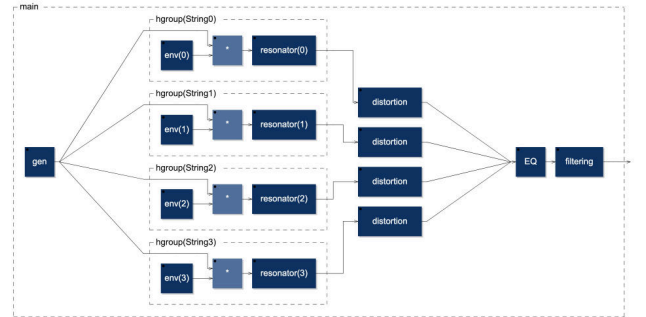 main
hgroup(String0)
env(0)
*
resonator(0)
hgroup(String1)
env(1)
*
resonator(1)
hgroup(String2)
env(2)
*
resonator(2)
hgroup(String3)
env(3)
*
resonator(3)
gen
distortion
distortion
distortion
distortion
EQ
filtering